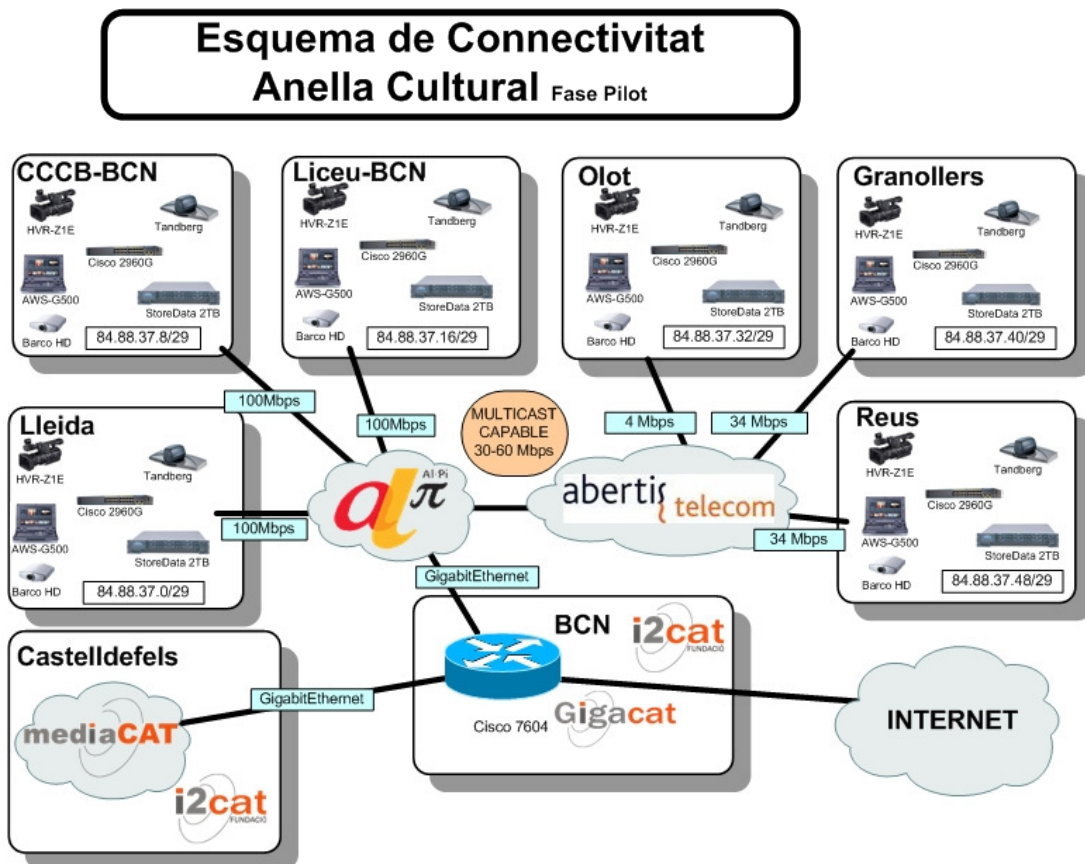 Esquema de Connectivitat
Anella Cultural Fase Pilot
CCCB-BCN
HVR-Z1E
Tandberg
Cisco 2960G
AWS-G500
StoreData 2TB
Barco HD
84.88.37.8/29
Liceu-BCN
HVR-Z1E
Tandberg
Cisco 2960G
AWS-G500
StoreData 2TB
Barco HD
84.88.37.16/29
Olot
HVR-Z1E
Tandberg
Cisco 2960G
AWS-G500
StoreData 2TB
Barco HD
84.88.37.32/29
Granollers
HVR-Z1E
Tandberg
Cisco 2960G
AWS-G500
StoreData 2TB
Barco HD
84.88.37.40/29
100Mbps
100Mbps
MULTICAST
CAPABLE
30-60 Mbps
4 Mbps
34 Mbps
Lleida
HVR-Z1E
Tandberg
Cisco 2960G
AWS-G500
StoreData 2TB
Barco HD
84.88.37.0/29
100Mbps
al
Al·Pi
π
abertis
telecom
34 Mbps
Reus
HVR-Z1E
Tandberg
Cisco 2960G
AWS-G500
StoreData 2TB
Barco HD
84.88.37.48/29
GigabitEthernet
BCN
i2cat
FUNDACIÓ
Cisco 7604
Gigacat
Castelldefels
GigabitEthernet
mediaCAT
i2cat
FUNDACIÓ
INTERNET